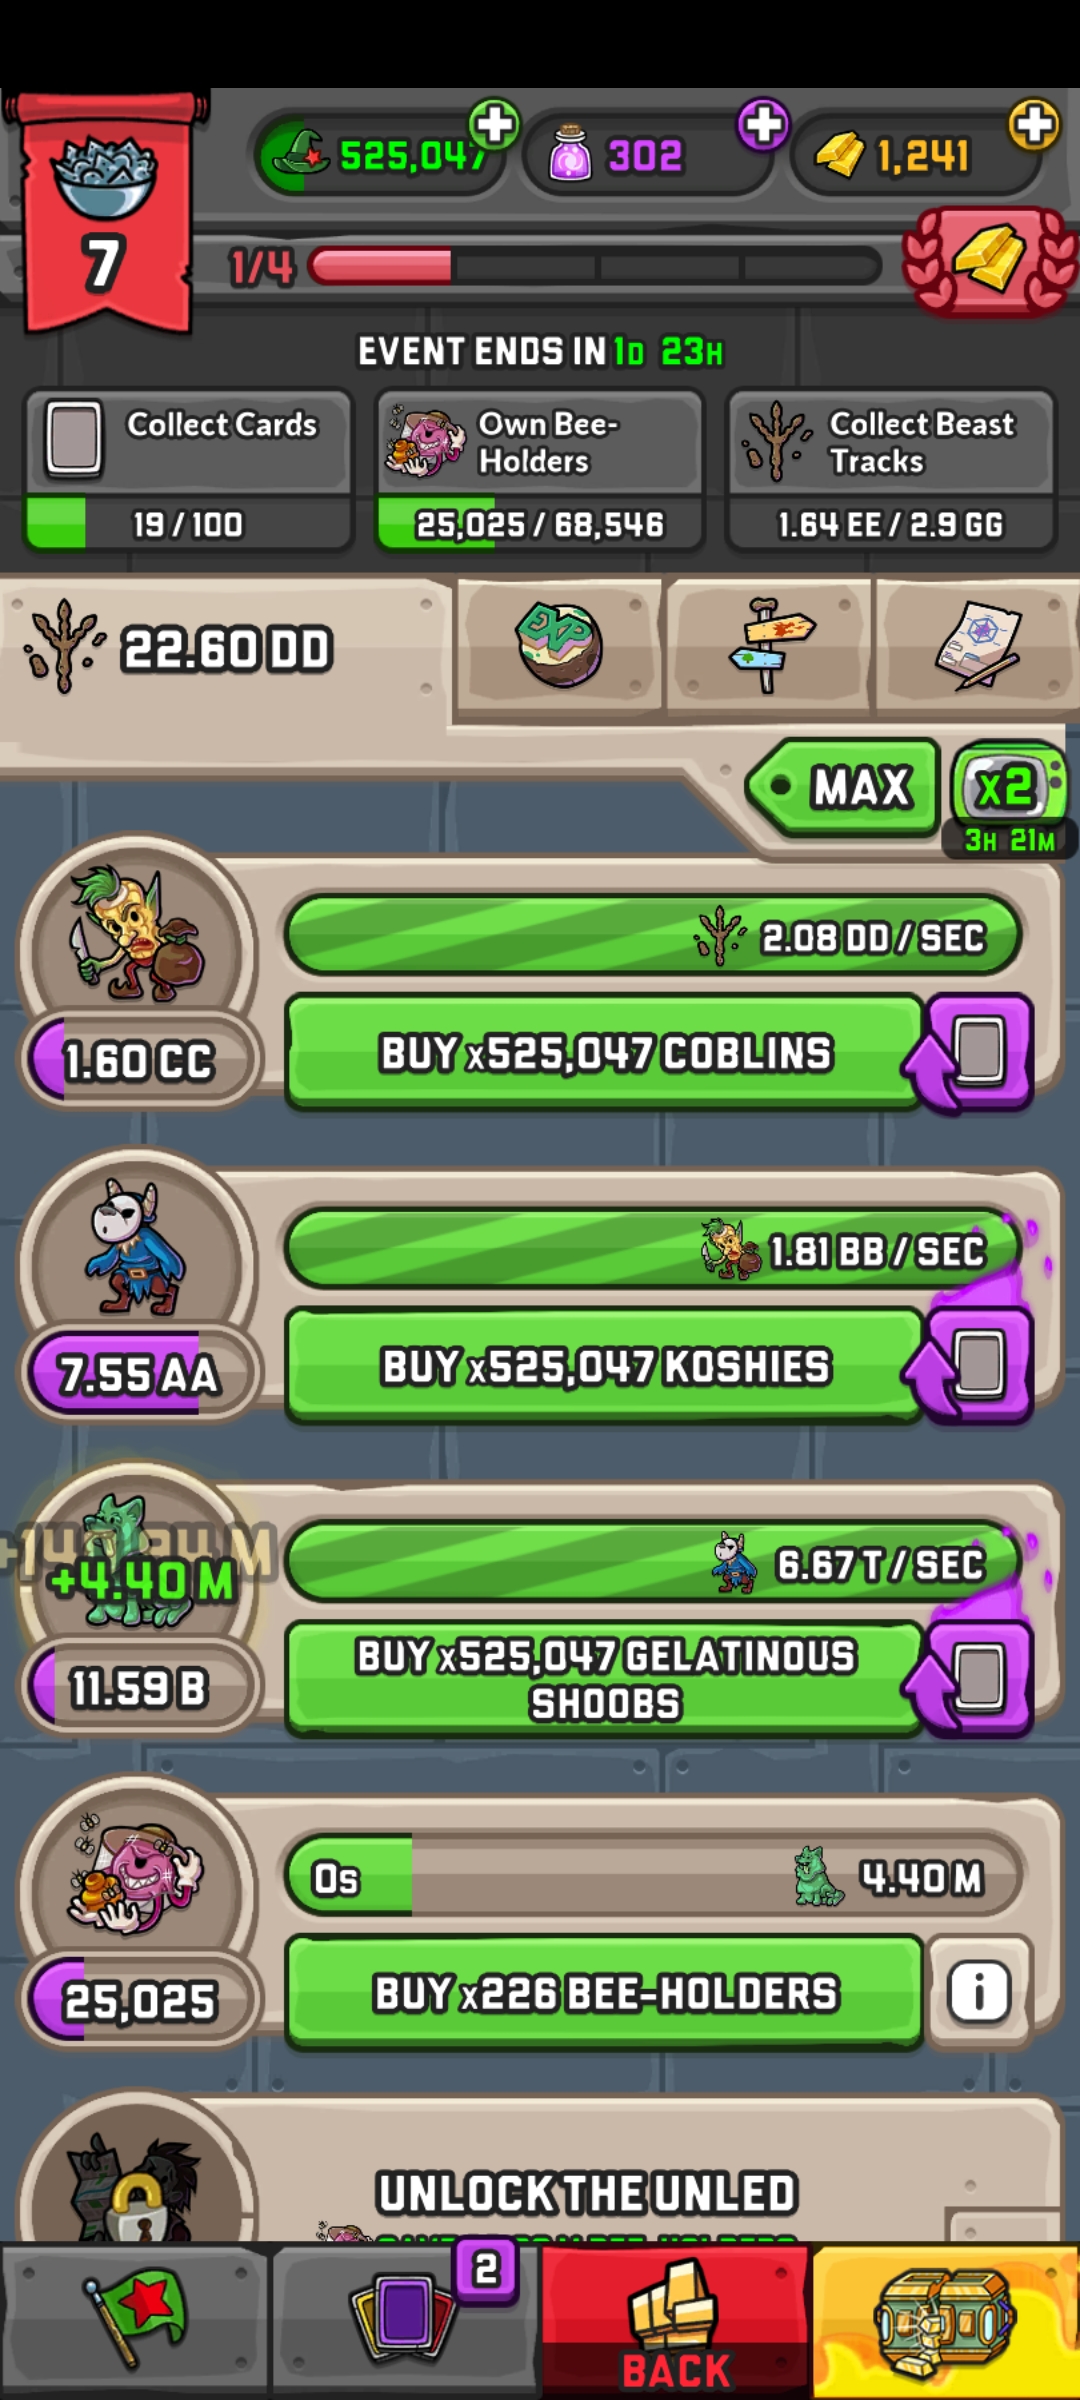 525,047
302
1,241
7
1/4
EVENT ENDS IN 1D 23H
Collect Cards
19 / 100
Own Bee-
Holders
25,025 / 68,546
Collect Beast
Tracks
1.64 EE / 2.9 GG
22.60 DD
EXP
MAX
x2
3H 21M
2.08 DD / SEC
1.60 CC
BUY x525,047 COBLINS
1.81 BB / SEC
7.55 AA
BUY x525,047 KOSHIES
+4.40 M
6.67 T / SEC
11.59 B
BUY x525,047 GELATINOUS
SHOOBS
0s
4.40 M
25,025
BUY x226 BEE-HOLDERS
i
UNLOCK THE UNLED
2
BACK